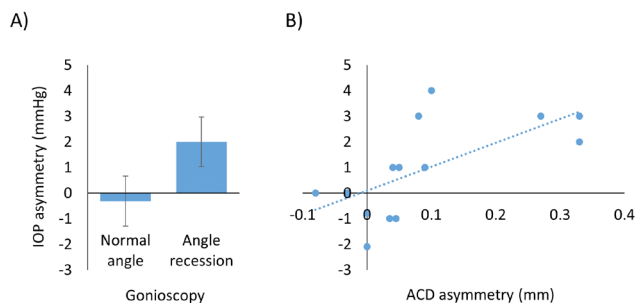 A)
B)
IOP asymmetry (mmHg)
5
4
3
2
1
0
-1
-2
-3
Normal angle
Angle recession
Gonioscopy
5
4
3
2
1
0
-1
-2
-3
-0.1 0 0.1 0.2 0.3 0.4
ACD asymmetry (mm)